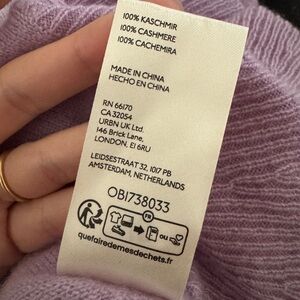 100% KASCHMIR
100% CASHMERE
100% CACHEMIRA
MADE IN CHINA
HECHO EN CHINA
RN 66170
CA 32054
URBN UK Ltd.
146 Brick Lane,
LONDON, E1 6RU
LEIDSESTRAAT 32, 1017 PB
AMSTERDAM, NETHERLANDS
OB1738033
FR
ou
quefairedemesdechets.fr